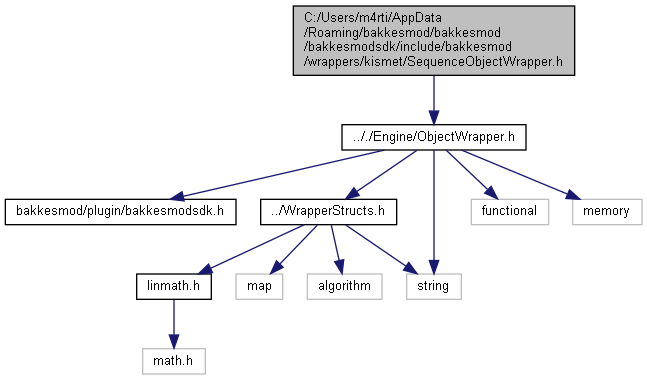 C:/Users/m4rti/AppData
/Roaming/bakkesmod/bakkesmod
/bakkesmodsdk/include/bakkesmod
/wrappers/kismet/SequenceObjectWrapper.h
.././Engine/ObjectWrapper.h
bakkesmod/plugin/bakkesmodsdk.h
../WrapperStructs.h
functional
memory
linmath.h
map
algorithm
string
math.h